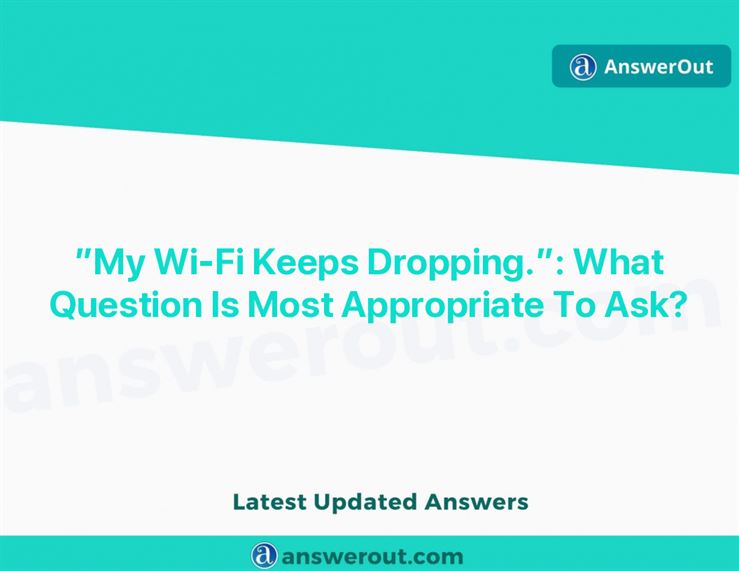 AnswerOut
"My Wi-Fi Keeps Dropping.": What
Question Is Most Appropriate To Ask?
answerout.com
Latest Updated Answers
answerout.com